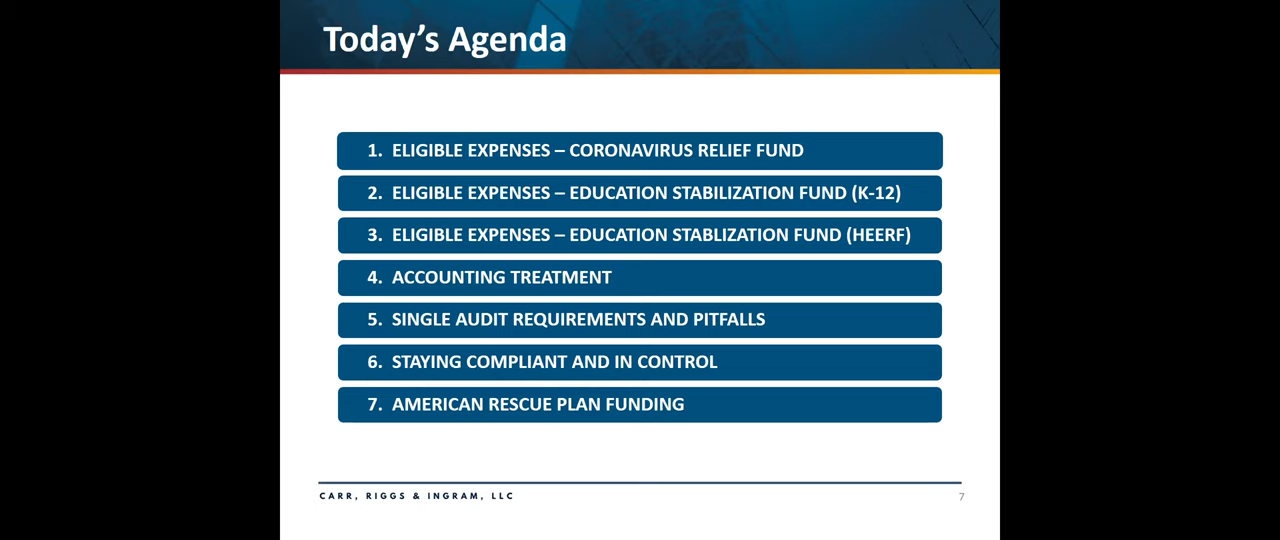 Today’s Agenda
1. ELIGIBLE EXPENSES – CORONAVIRUS RELIEF FUND
2. ELIGIBLE EXPENSES – EDUCATION STABILIZATION FUND (K-12)
3. ELIGIBLE EXPENSES – EDUCATION STABLIZATION FUND (HEERF)
4. ACCOUNTING TREATMENT
5. SINGLE AUDIT REQUIREMENTS AND PITFALLS
6. STAYING COMPLIANT AND IN CONTROL
7. AMERICAN RESCUE PLAN FUNDING
CARR, RIGGS & INGRAM, LLC
7